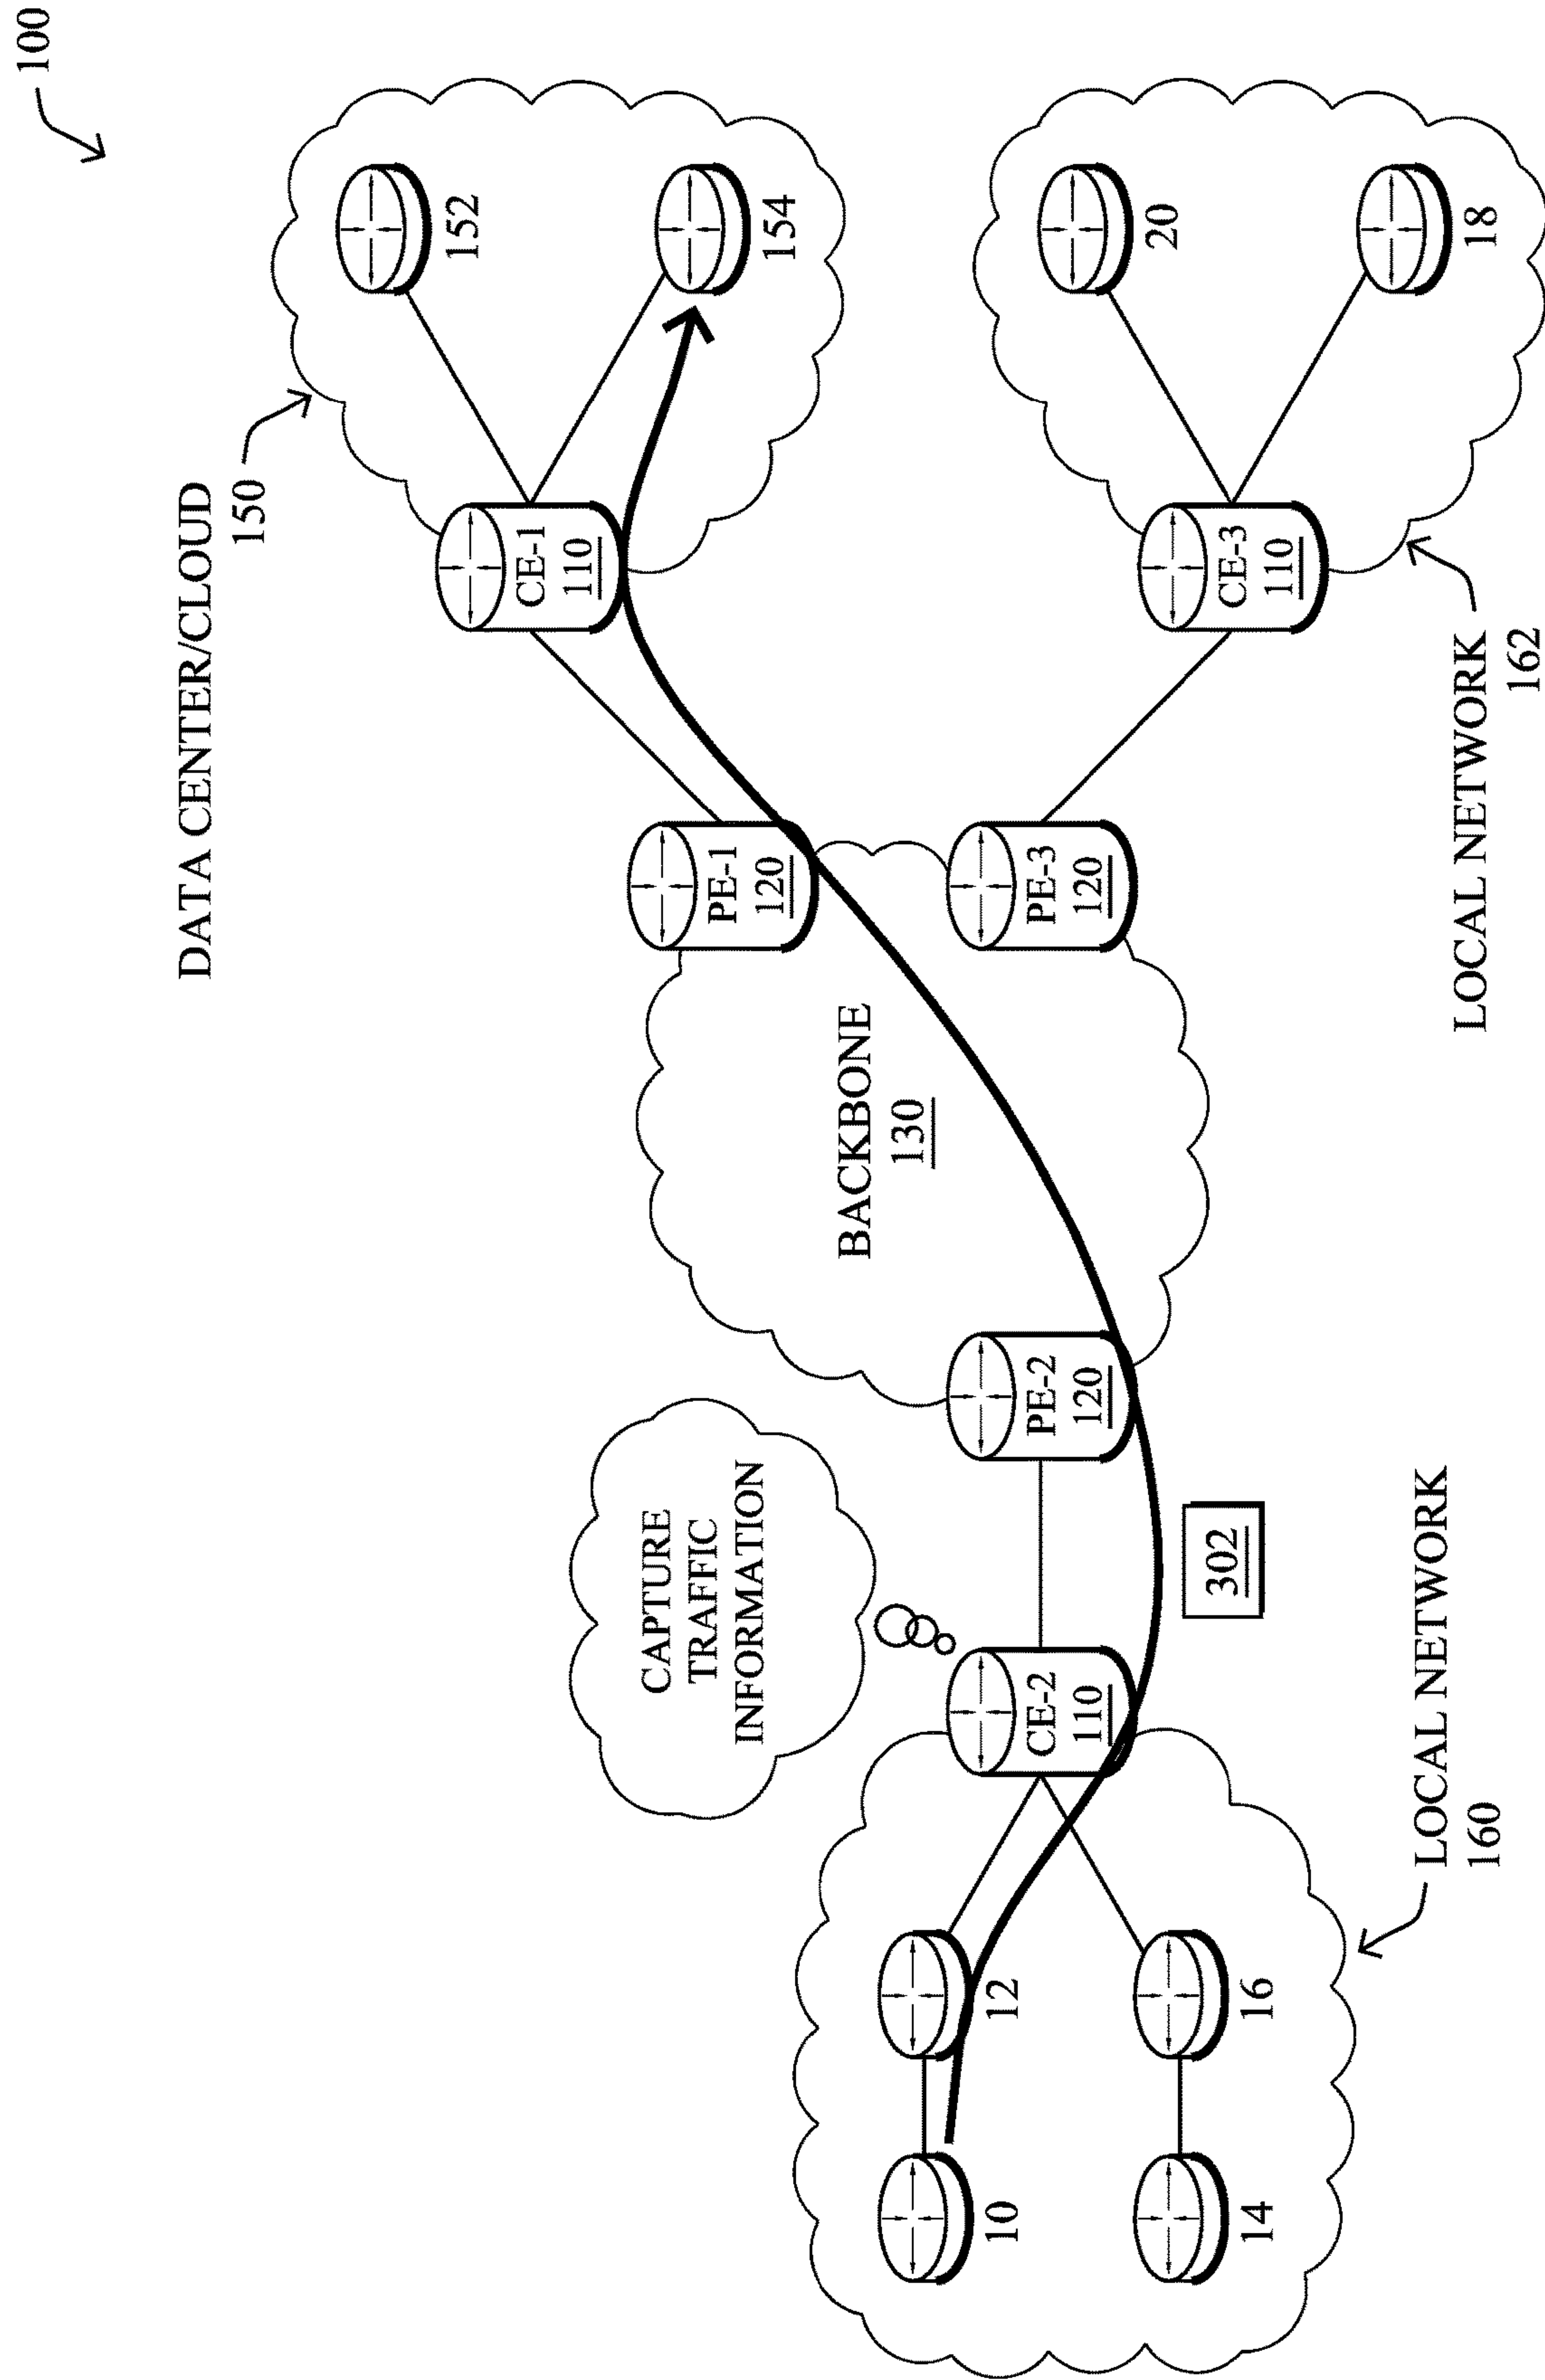 100
DATA CENTER/CLOUD
150
152
154
CE-1
110
PE-1
120
BACKBONE
130
PE-3
120
CE-3
110
20
18
LOCAL NETWORK
162
CAPTURE
TRAFFIC
INFORMATION
PE-2
120
CE-2
110
302
10
12
14
16
LOCAL NETWORK
160